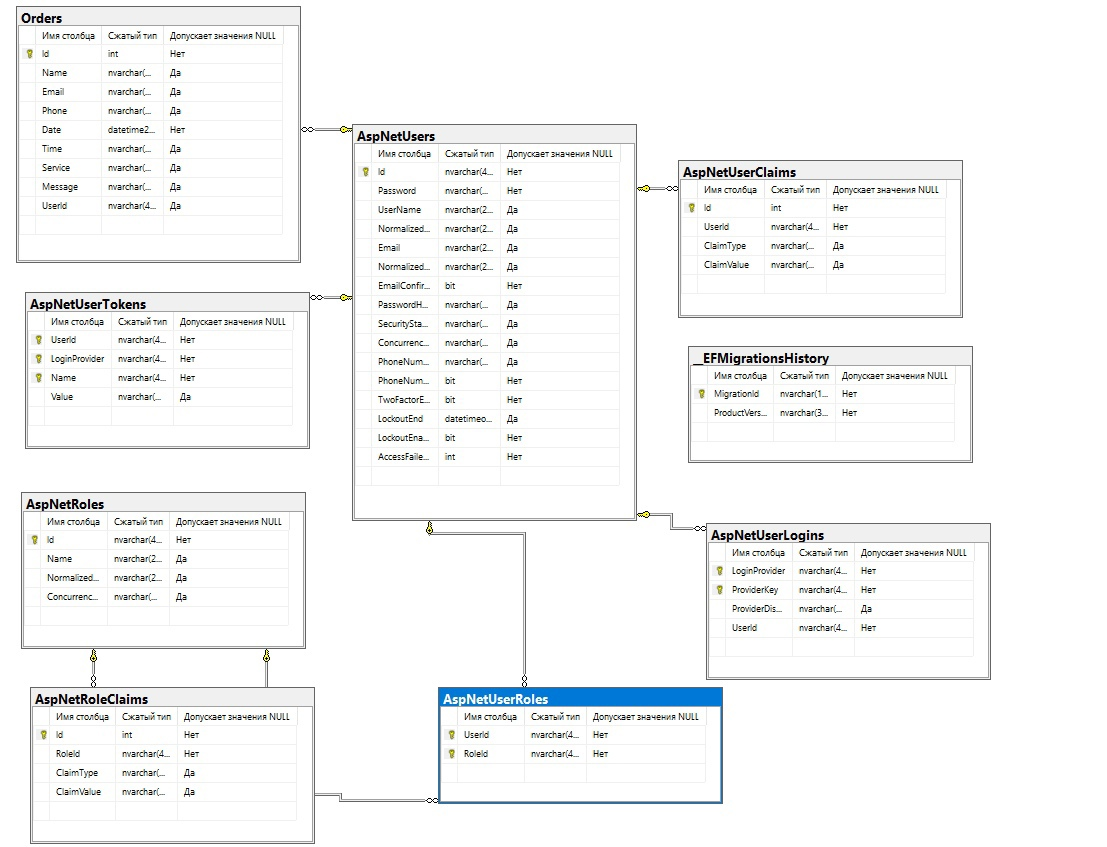 Orders
Имя столбца Сжатый тип Допускает значения NULL
Id int Нет
Name nvarchar(... Да
Email nvarchar(... Да
Phone nvarchar(... Да
Date datetime2... Нет
Time nvarchar(... Да
Service nvarchar(... Да
Message nvarchar(... Да
UserId nvarchar(4... Да
AspNetUsers
Имя столбца Сжатый тип Допускает значения NULL
Id nvarchar(4... Нет
Password nvarchar(... Нет
UserName nvarchar(2... Да
Normalized... nvarchar(2... Да
Email nvarchar(2... Да
Normalized... nvarchar(2... Да
EmailConfir... bit Нет
PasswordH... nvarchar(... Да
SecuritySta... nvarchar(... Да
Concurrenc... nvarchar(... Да
PhoneNum... nvarchar(... Да
PhoneNum... bit Нет
TwoFactorE... bit Нет
LockoutEnd datetimeo... Да
LockoutEna... bit Нет
AccessFaile... int Нет
AspNetUserClaims
Имя столбца Сжатый тип Допускает значения NULL
Id int Нет
UserId nvarchar(4... Нет
ClaimType nvarchar(... Да
ClaimValue nvarchar(... Да
AspNetUserTokens
Имя столбца Сжатый тип Допускает значения NULL
UserId nvarchar(4... Нет
LoginProvider nvarchar(4... Нет
Name nvarchar(4... Нет
Value nvarchar(... Да
__EFMigrationsHistory
Имя столбца Сжатый тип Допускает значения NULL
MigrationId nvarchar(1... Нет
ProductVers... nvarchar(3... Нет
AspNetRoles
Имя столбца Сжатый тип Допускает значения NULL
Id nvarchar(4... Нет
Name nvarchar(2... Да
Normalized... nvarchar(2... Да
Concurrenc... nvarchar(... Да
AspNetUserLogins
Имя столбца Сжатый тип Допускает значения NULL
LoginProvider nvarchar(4... Нет
ProviderKey nvarchar(4... Нет
ProviderDis... nvarchar(... Да
UserId nvarchar(4... Нет
AspNetRoleClaims
Имя столбца Сжатый тип Допускает значения NULL
Id int Нет
RoleId nvarchar(4... Нет
ClaimType nvarchar(... Да
ClaimValue nvarchar(... Да
AspNetUserRoles
Имя столбца Сжатый тип Допускает значения NULL
UserId nvarchar(4... Нет
RoleId nvarchar(4... Нет